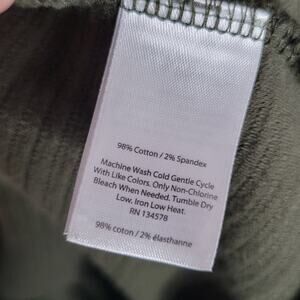 98% Cotton / 2% Spandex
Machine Wash Cold Gentle Cycle
With Like Colors. Only Non-Chlorine
Bleach When Needed. Tumble Dry
Low. Iron Low Heat.
RN 134578
98% coton / 2% élasthanne